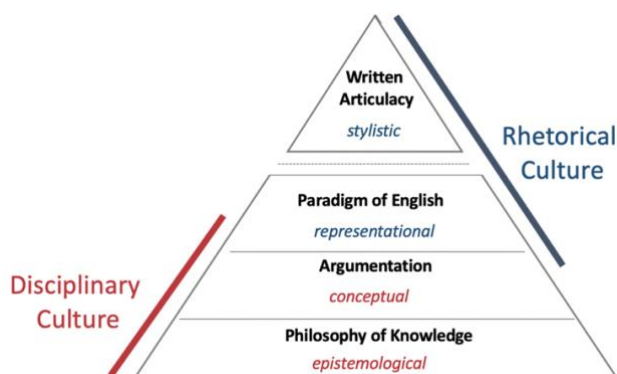 Written
Articulacy
stylistic
Rhetorical
Culture
Paradigm of English
representational
Argumentation
conceptual
Disciplinary
Culture
Philosophy of Knowledge
epistemological